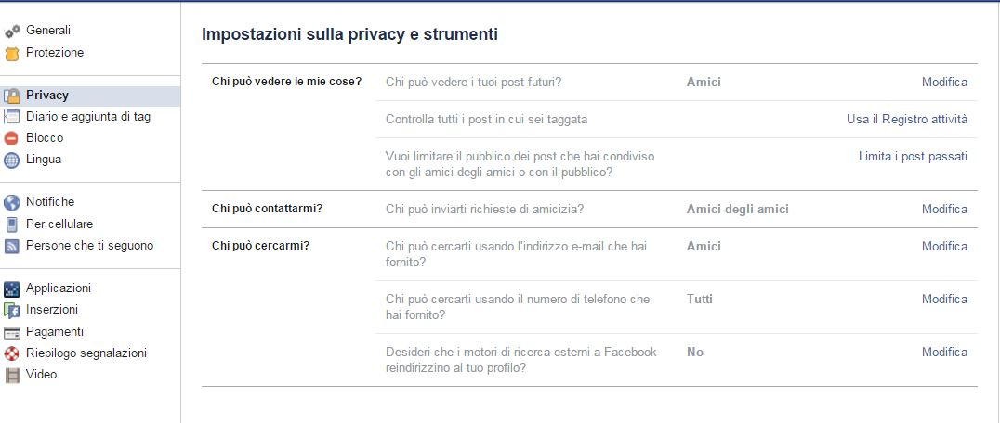 Generali
Protezione
Privacy
Diario e aggiunta di tag
Blocco
Lingua
Notifiche
Per cellulare
Persone che ti seguono
Applicazioni
Inserzioni
Pagamenti
Riepilogo segnalazioni
Video
Impostazioni sulla privacy e strumenti
Chi può vedere le mie cose? Chi può vedere i tuoi post futuri? Amici Modifica
Controlla tutti i post in cui sei taggata Usa il Registro attività
Vuoi limitare il pubblico dei post che hai condiviso Limita i post passati
con gli amici degli amici o con il pubblico?
Chi può contattarmi? Chi può inviarti richieste di amicizia? Amici degli amici Modifica
Chi può cercarmi? Chi può cercarti usando l'indirizzo e-mail che hai Amici Modifica
fornito?
Chi può cercarti usando il numero di telefono che Tutti Modifica
hai fornito?
Desideri che i motori di ricerca esterni a Facebook No Modifica
reindirizzino al tuo profilo?